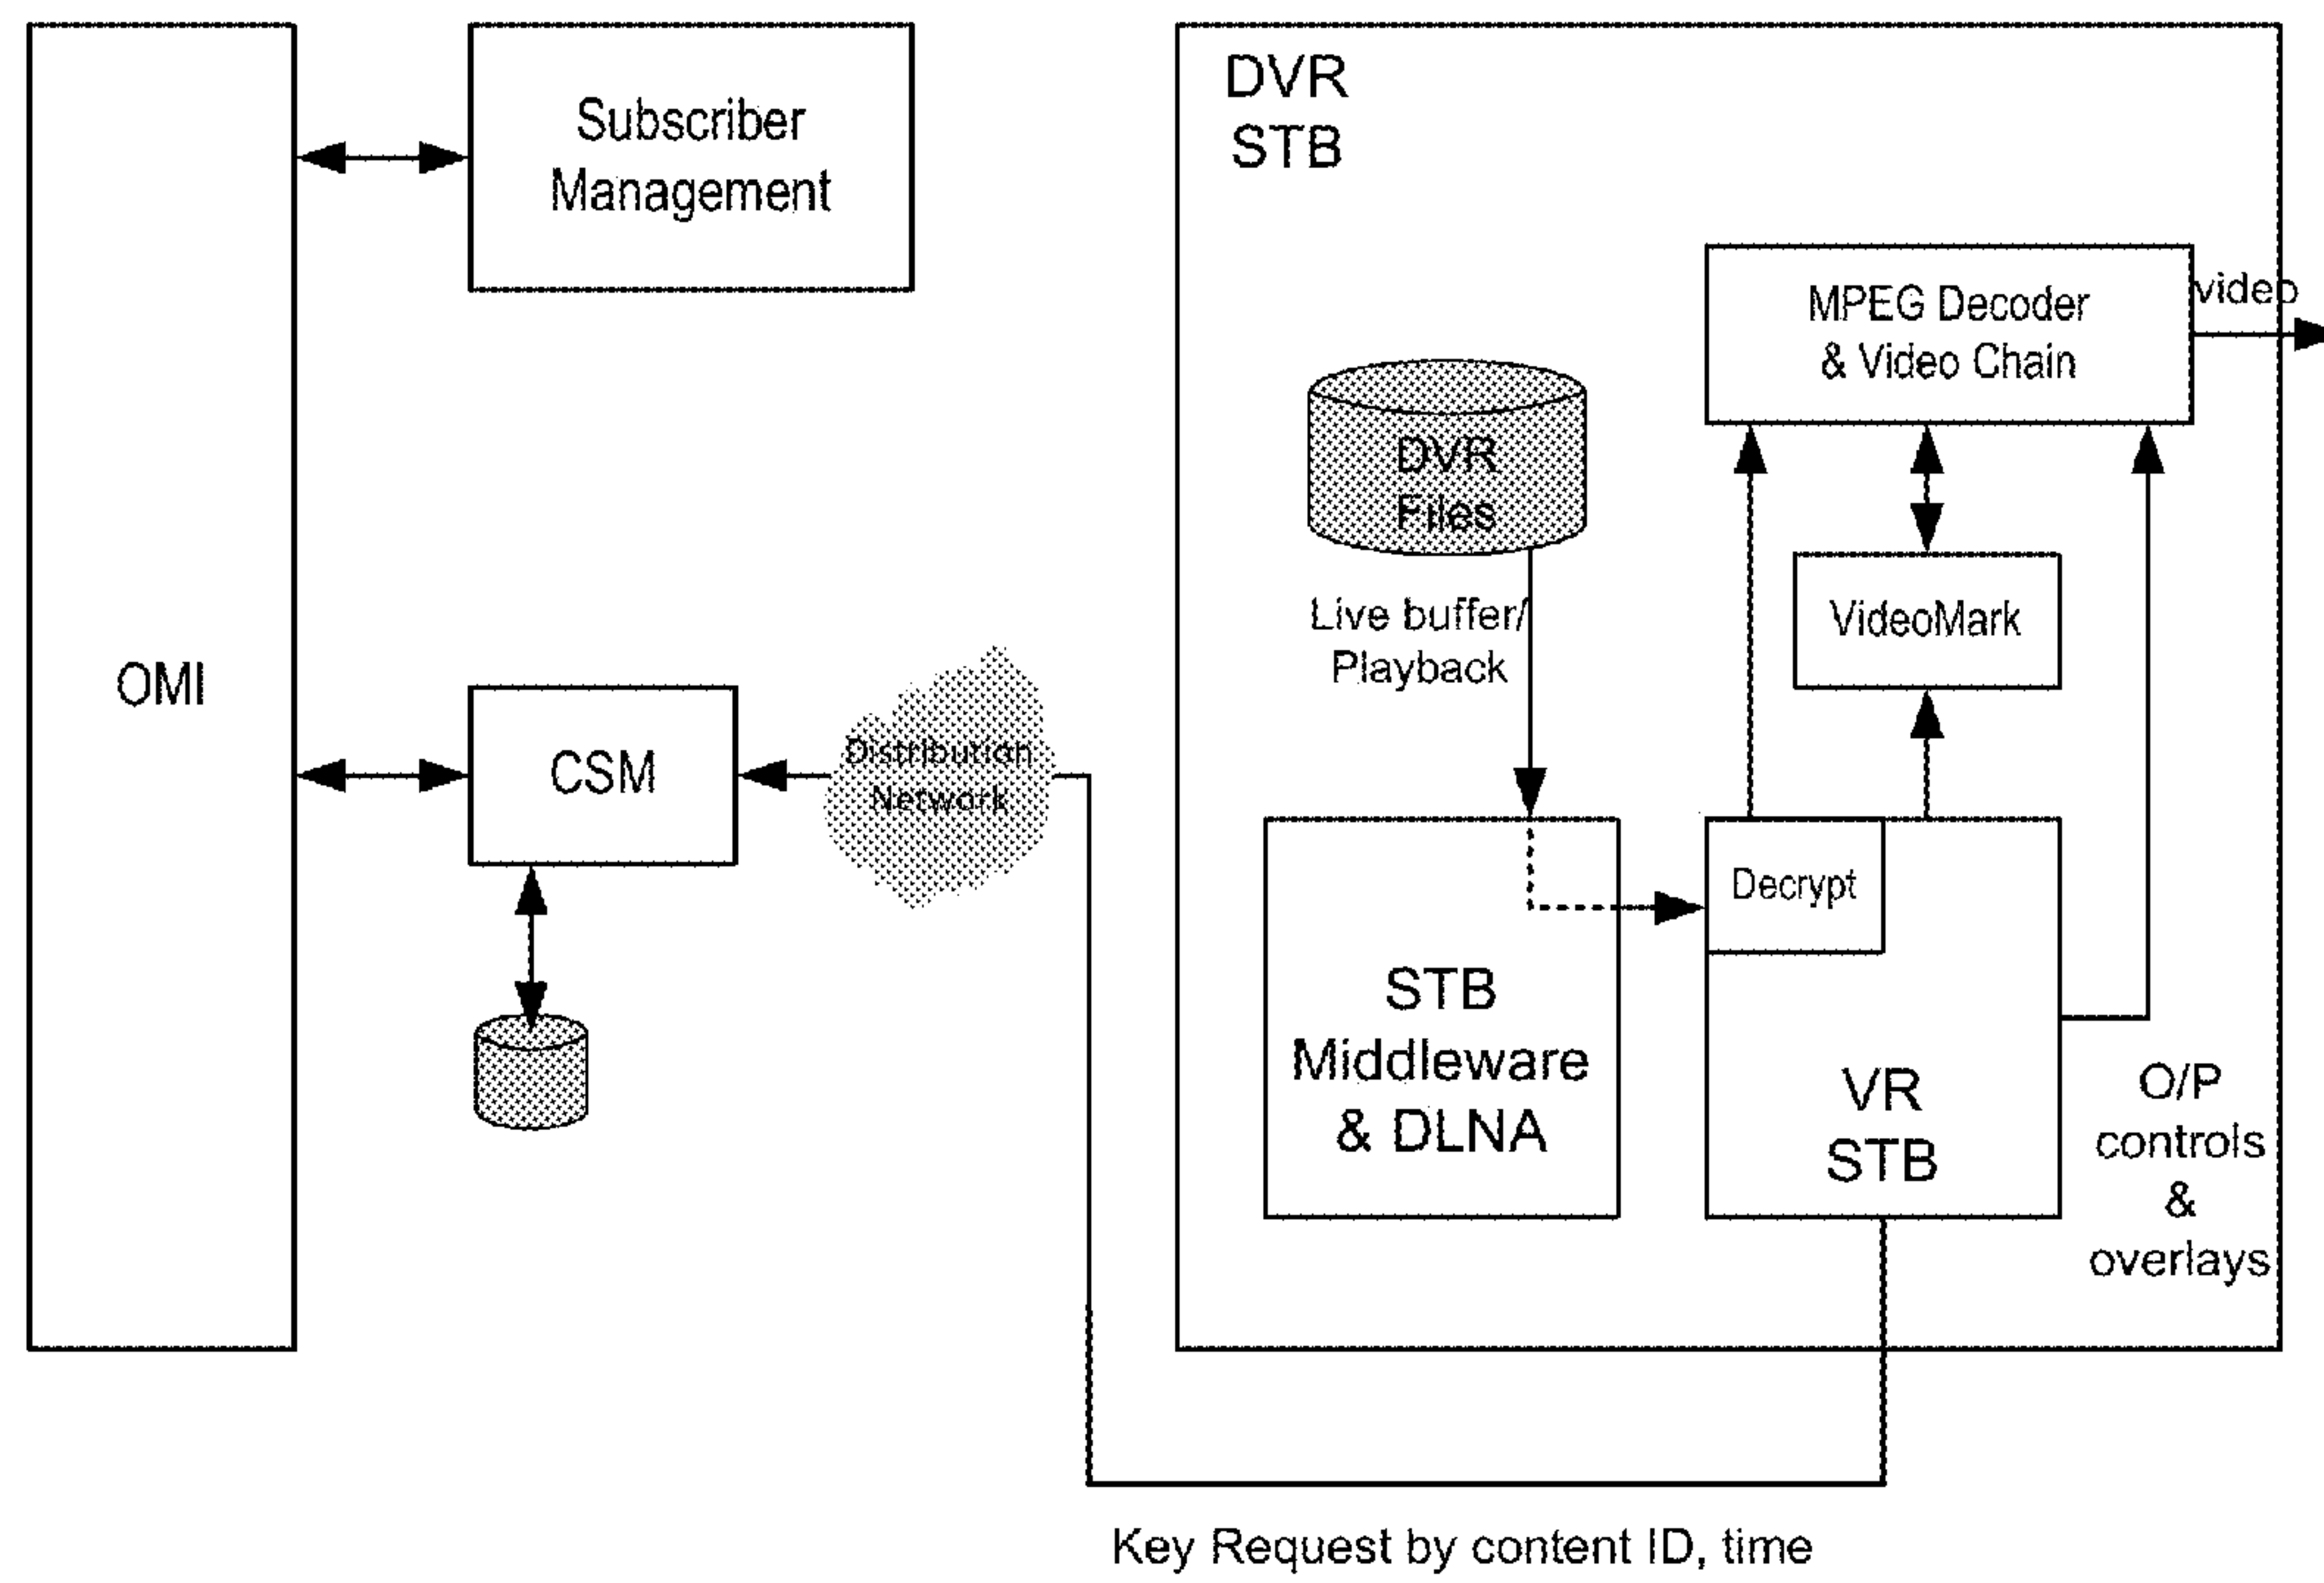 OMI
Subscriber
Management
CSM
Distribution
Network
DVR
STB
MPEG Decoder
& Video Chain
video
DVR
Files
Live buffer/
Playback
VideoMark
Decrypt
STB
Middleware
& DLNA
VR
STB
O/P
controls
&
overlays
Key Request by content ID, time